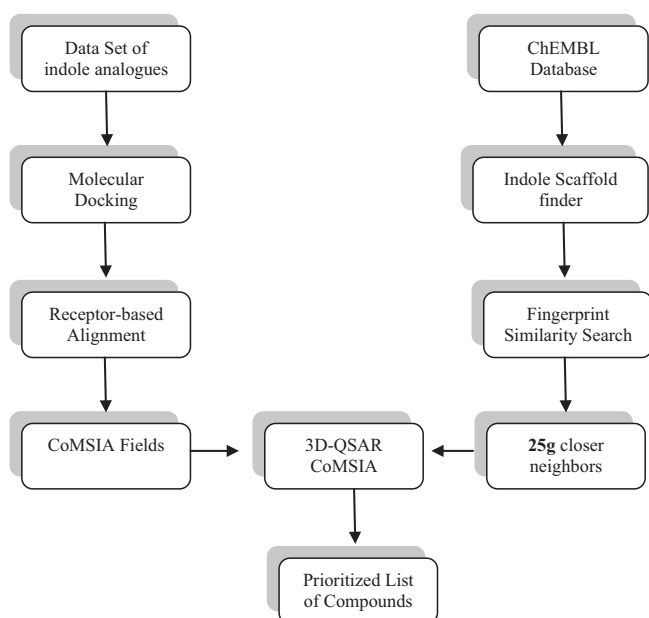 Data Set of
indole analogues
ChEMBL
Database
Molecular
Docking
Indole Scaffold
finder
Receptor-based
Alignment
Fingerprint
Similarity Search
CoMSIA Fields
3D-QSAR
CoMSIA
25g closer
neighbors
Prioritized List
of Compounds